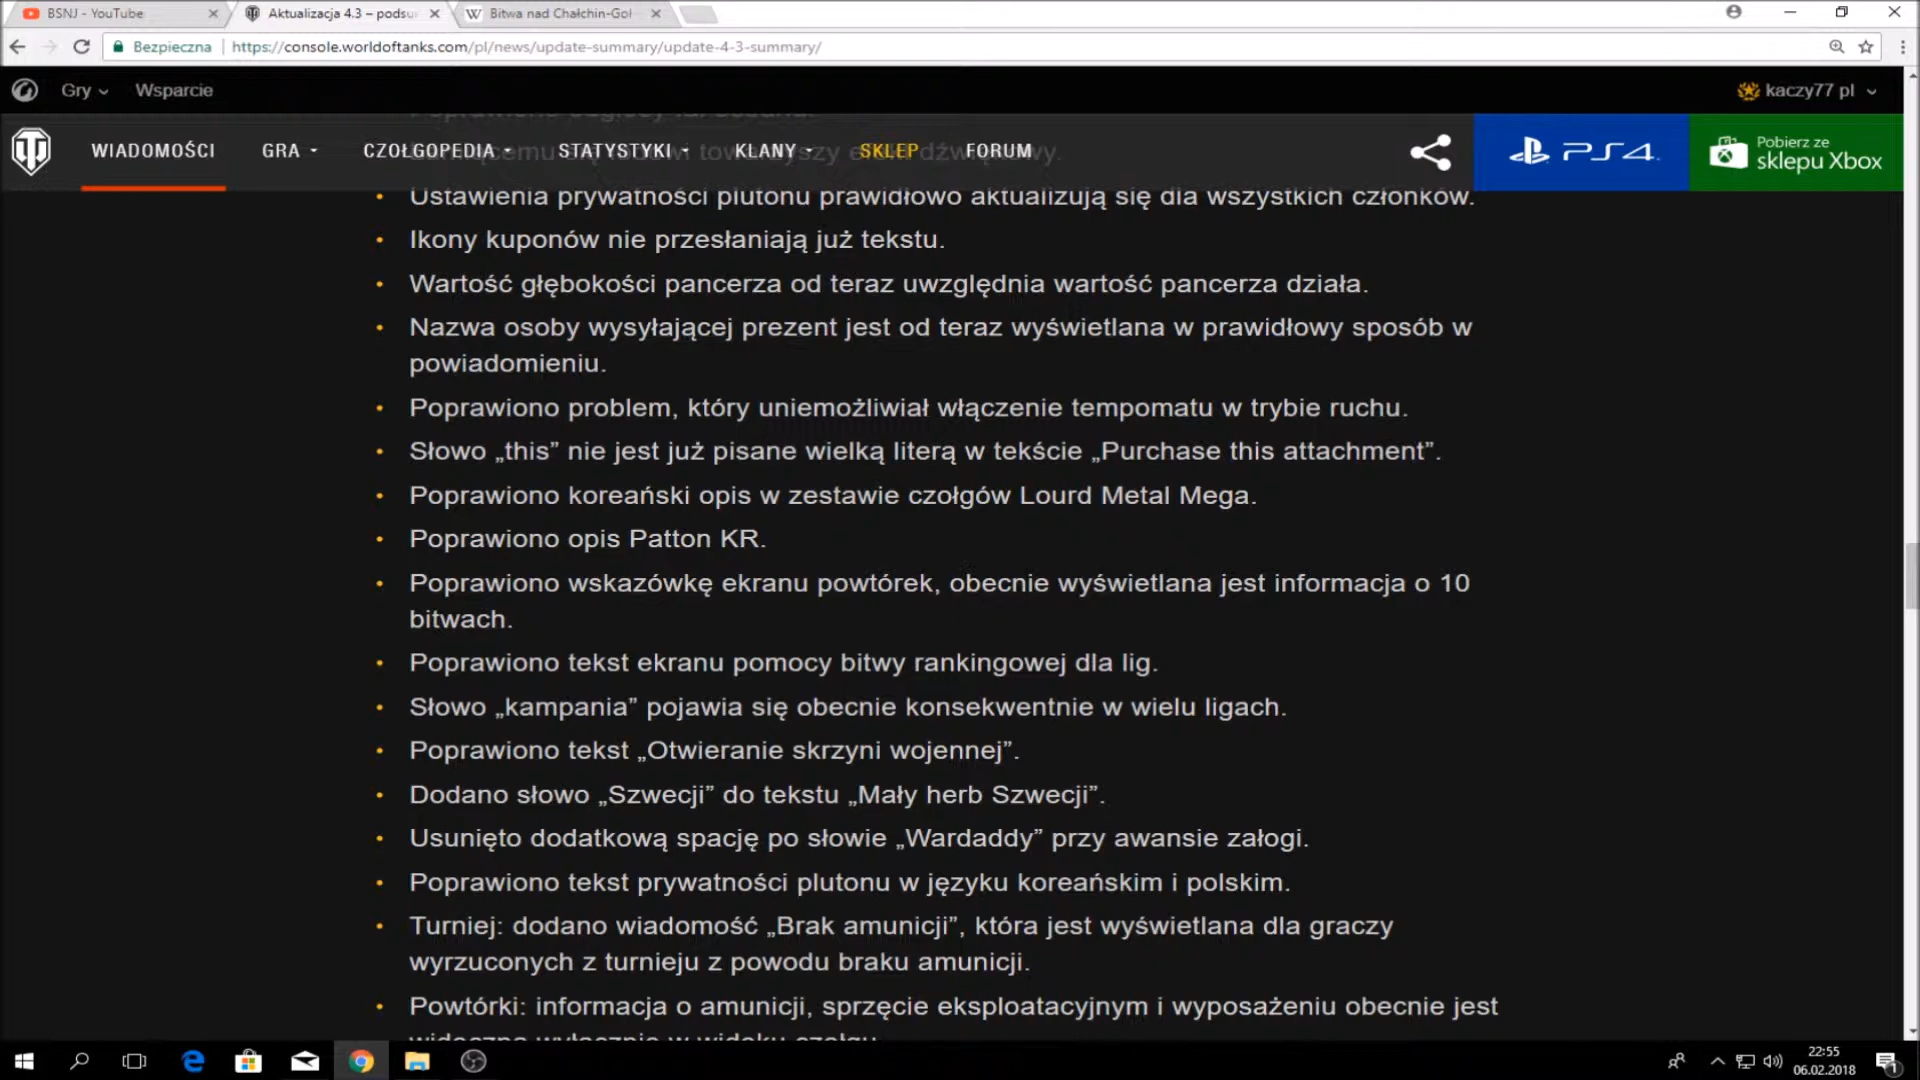 BSNJ - YouTube
Aktualizacja 4.3 – podsu
Bitwa nad Chałchin-Goł
Bezpieczna
https://console.worldoftanks.com/pl/news/update-summary/update-4-3-summary/
Gry
Wsparcie
kaczy77 pl
WIADOMOŚCI
GRA
CZOŁGOPEDIA
STATYSTYKI
KLANY
SKLEP
FORUM
PS4
Pobierz ze
sklepu Xbox
towarzyszy dźwiękowy.
Ustawienia prywatności plutonu prawidłowo aktualizują się dla wszystkich członków.
Ikony kuponów nie przesłaniają już tekstu.
Wartość głębokości pancerza od teraz uwzględnia wartość pancerza działa.
Nazwa osoby wysyłającej prezent jest od teraz wyświetlana w prawidłowy sposób w
powiadomieniu.
Poprawiono problem, który uniemożliwiał włączenie tempomatu w trybie ruchu.
Słowo „this” nie jest już pisane wielką literą w tekście „Purchase this attachment”.
Poprawiono koreański opis w zestawie czołgów Lourd Metal Mega.
Poprawiono opis Patton KR.
Poprawiono wskazówkę ekranu powtórek, obecnie wyświetlana jest informacja o 10
bitwach.
Poprawiono tekst ekranu pomocy bitwy rankingowej dla lig.
Słowo „kampania” pojawia się obecnie konsekwentnie w wielu ligach.
Poprawiono tekst „Otwieranie skrzyni wojennej”.
Dodano słowo „Szwecji” do tekstu „Mały herb Szwecji”.
Usunięto dodatkową spację po słowie „Wardaddy” przy awansie załogi.
Poprawiono tekst prywatności plutonu w języku koreańskim i polskim.
Turniej: dodano wiadomość „Brak amunicji”, która jest wyświetlana dla graczy
wyrzuconych z turnieju z powodu braku amunicji.
Powtórki: informacja o amunicji, sprzęcie eksploatacyjnym i wyposażeniu obecnie jest
widoczna wyłącznie w widoku czołgu.
22:55
06.02.2018
1